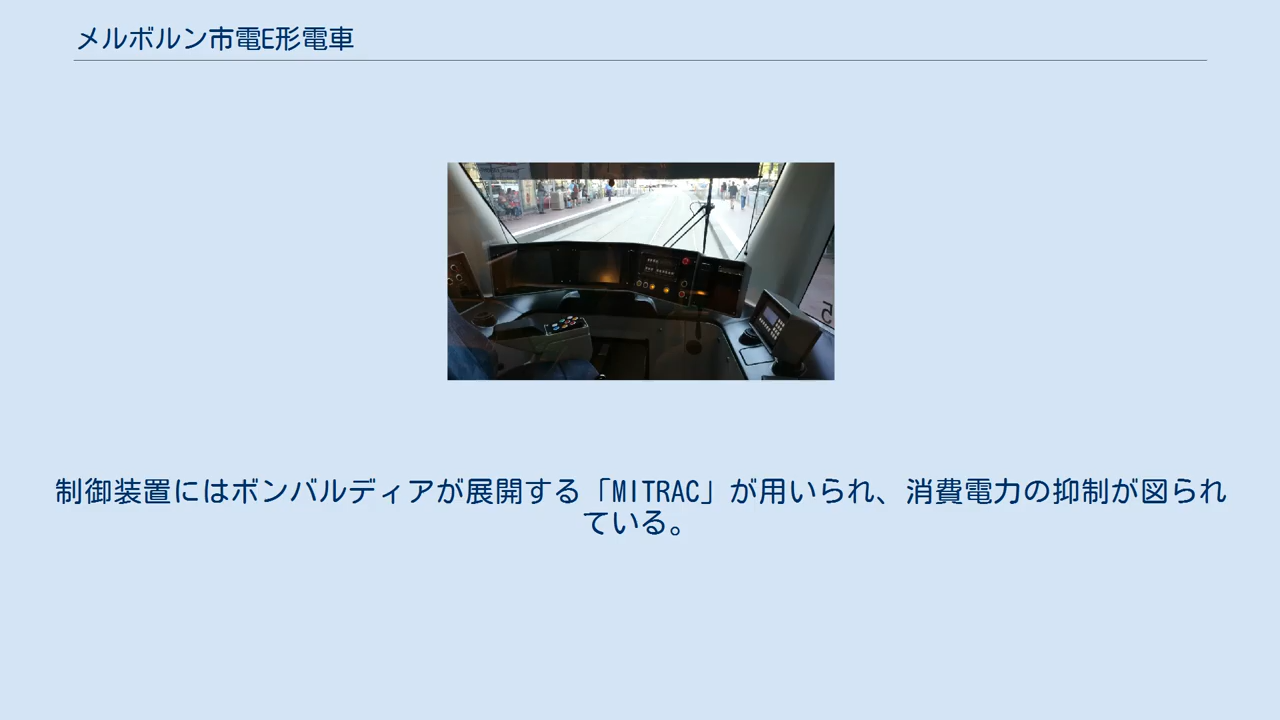 メルボルン市電E形電車
制御装置にはボンバルディアが展開する「MITRAC」が用いられ、消費電力の抑制が図られ
ている。